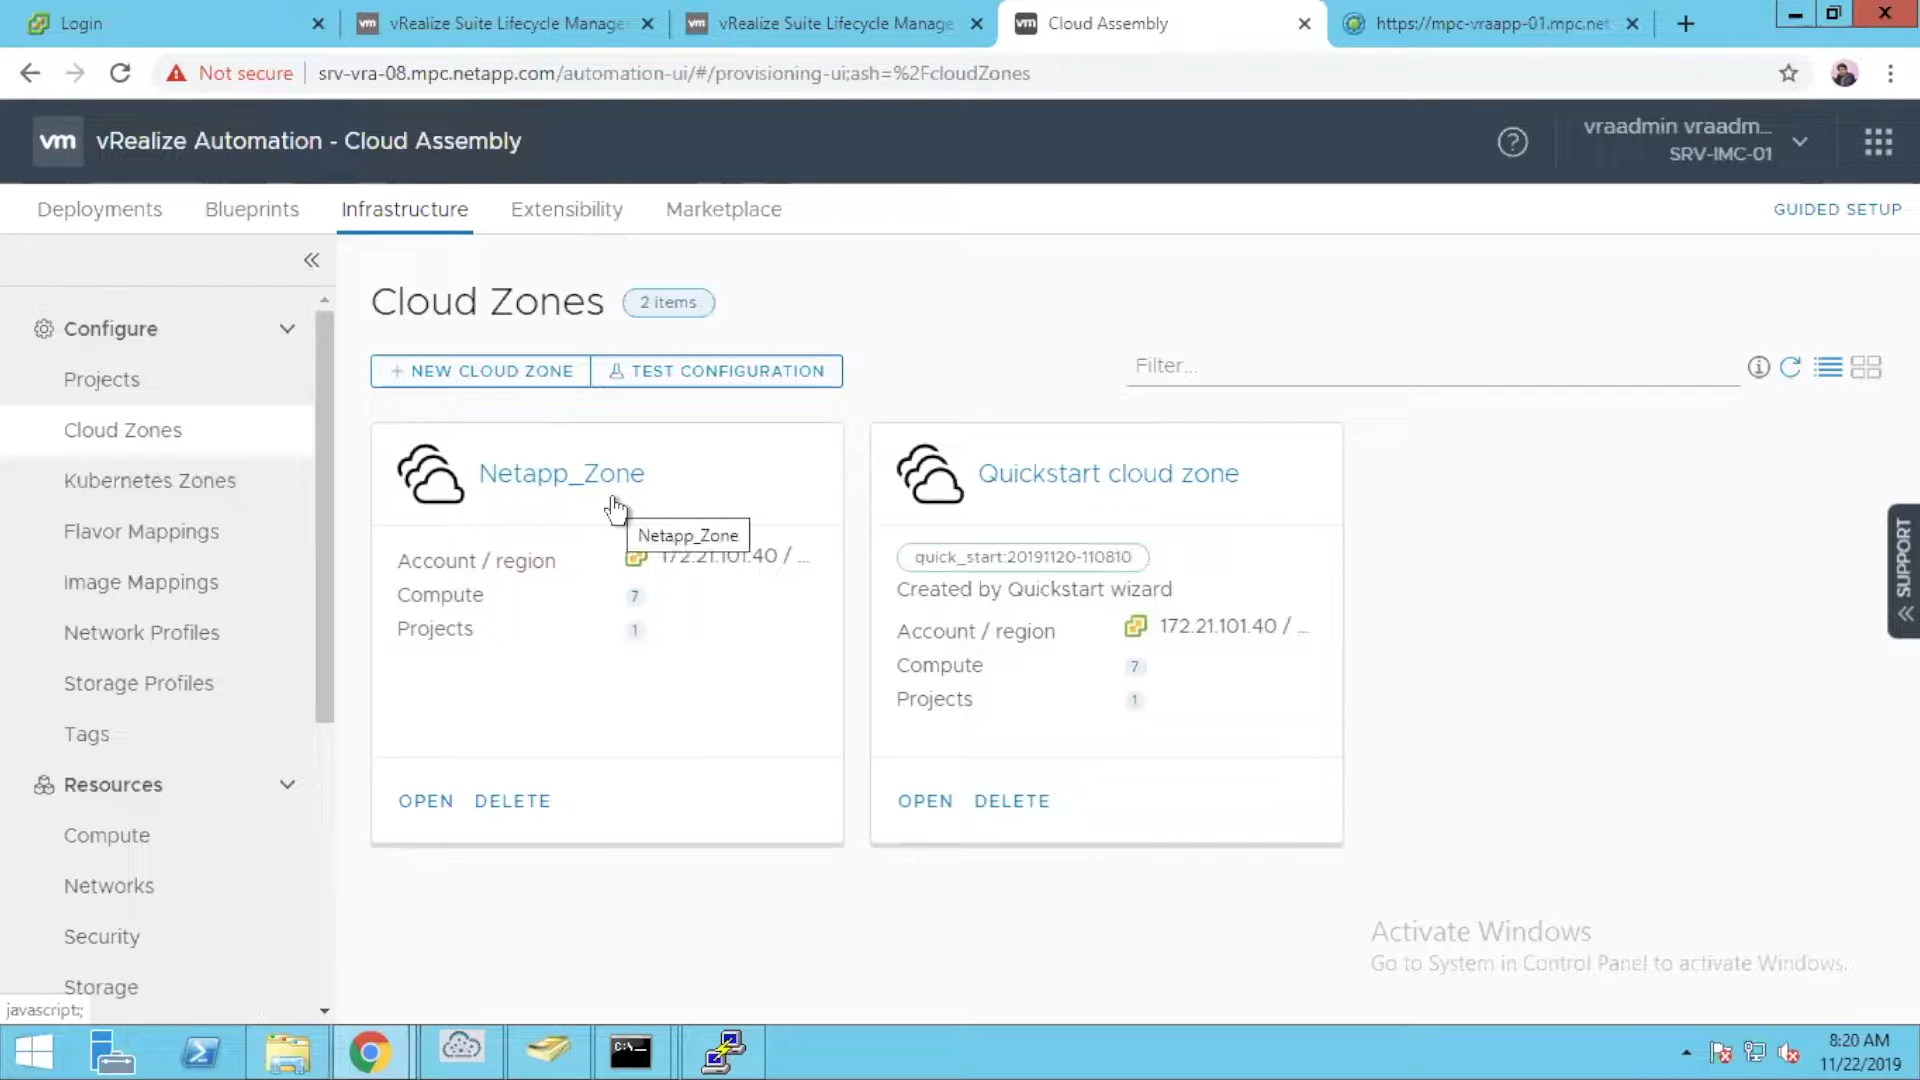 Login
vRealize Suite Lifecycle Manage
vRealize Suite Lifecycle Manage
Cloud Assembly
https://mpc-vraapp-01.mpc.net
Not secure
srv-vra-08.mpc.netapp.com/automation-ui/#/provisioning-ui;ash=%2FcloudZones
vm
vRealize Automation - Cloud Assembly
vraadmin vraadm...
SRV-IMC-01
Deployments
Blueprints
Infrastructure
Extensibility
Marketplace
GUIDED SETUP
Configure
Projects
Cloud Zones
Kubernetes Zones
Flavor Mappings
Image Mappings
Network Profiles
Storage Profiles
Tags
Resources
Compute
Networks
Security
Storage
javascript:;
Cloud Zones
2 items
+ NEW CLOUD ZONE
TEST CONFIGURATION
Filter...
Netapp_Zone
Netapp_Zone
Account / region
172.21.101.40 / ...
Compute
7
Projects
1
OPEN DELETE
Quickstart cloud zone
quick_start:20191120-110810
Created by Quickstart wizard
Account / region
172.21.101.40 / ...
Compute
7
Projects
1
OPEN DELETE
SUPPORT
Activate Windows
Go to System in Control Panel to activate Windows.
8:20 AM
11/22/2019